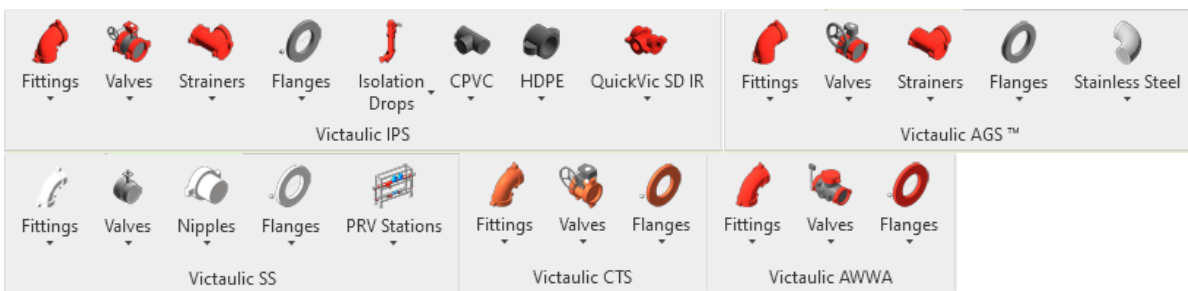 Fittings Valves Strainers Flanges Isolation Drops CPVC HDPE QuickVic SD IR
Victaulic IPS
Fittings Valves Strainers Flanges Stainless Steel
Victaulic AGS ™
Fittings Valves Nipples Flanges PRV Stations
Victaulic SS
Fittings Valves Flanges
Victaulic CTS
Fittings Valves Flanges
Victaulic AWWA